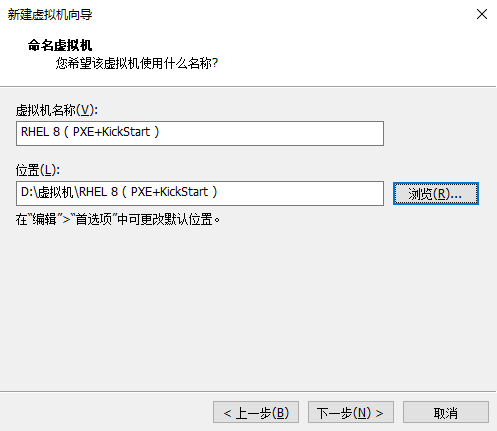 新建虚拟机向导
命名虚拟机
您希望该虚拟机使用什么名称?
虚拟机名称(V):
RHEL 8 ( PXE+KickStart )
位置(L):
D:\虚拟机\RHEL 8 ( PXE+KickStart )
浏览(R)...
在“编辑”>“首选项”中可更改默认位置。
< 上一步(B)
下一步(N) >
取消